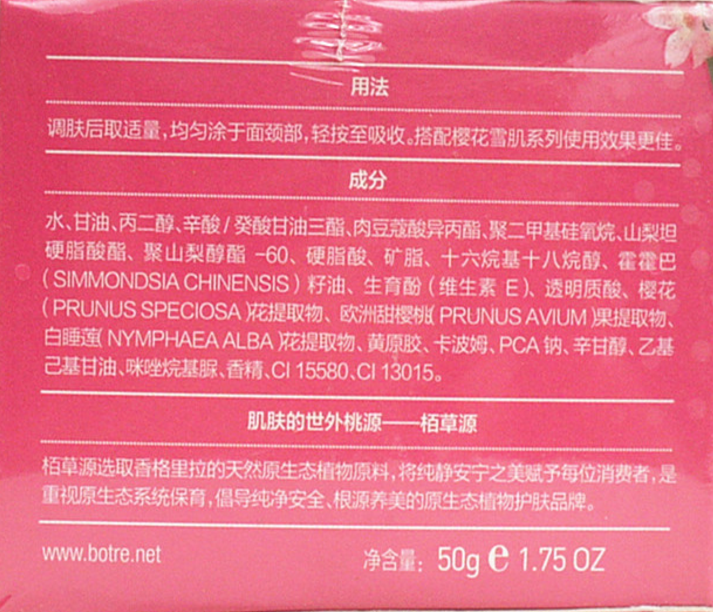 用法
调肤后取适量,均匀涂于面颈部,轻按至吸收。搭配樱花雪肌系列使用效果更佳。
成分
水、甘油、丙二醇、辛酸/癸酸甘油三酯、肉豆蔻酸异丙酯、聚二甲基硅氧烷、山梨坦
硬脂酸酯、聚山梨醇酯-60、硬脂酸、矿脂、十六烷基十八烷醇、霍霍巴
(SIMMONDSIA CHINENSIS)籽油、生育酚(维生素 E)、透明质酸、樱花
(PRUNUS SPECIOSA)花提取物、欧洲甜樱桃(PRUNUS AVIUM)果提取物、
白睡莲(NYMPHAEA ALBA)花提取物、黄原胶、卡波姆、PCA 钠、辛甘醇、乙基
己基甘油、咪唑烷基脲、香精、CI 15580、CI 13015。
肌肤的世外桃源——栢草源
栢草源选取香格里拉的天然原生态植物原料,将纯静安宁之美赋予每位消费者,是
重视原生态系统保育,倡导纯净安全、根源养美的原生态植物护肤品牌。
www.botre.net 净含量: 50g e 1.75 OZ